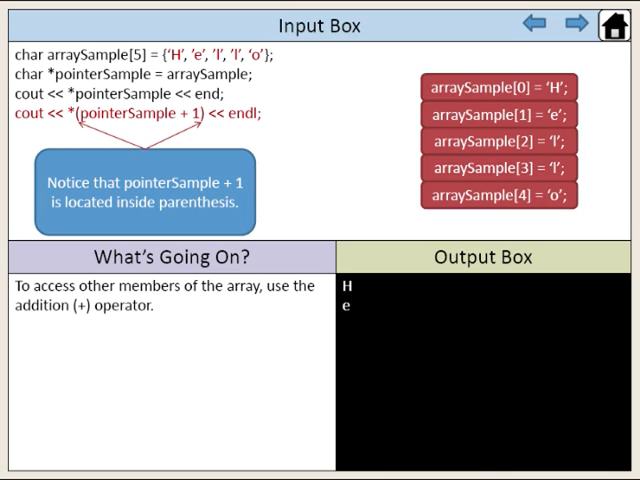 Input Box
char arraySample[5] = {‘H’, ’e’, ’l’, ’l’, ‘o’};
char *pointerSample = arraySample;
cout << *pointerSample << end;
cout << *(pointerSample + 1) << endl;
Notice that pointerSample + 1
is located inside parenthesis.
arraySample[0] = ‘H’;
arraySample[1] = ‘e’;
arraySample[2] = ‘l’;
arraySample[3] = ‘l’;
arraySample[4] = ‘o’;
What’s Going On?
To access other members of the array, use the
addition (+) operator.
Output Box
H
e